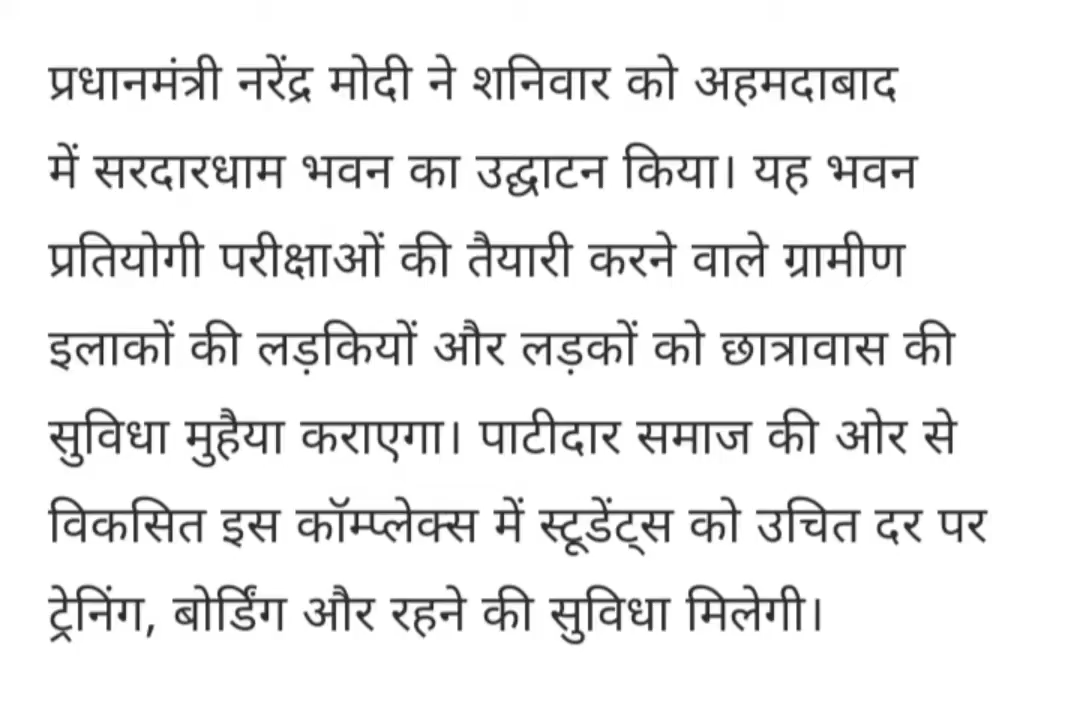 प्रधानमंत्री नरेंद्र मोदी ने शनिवार को अहमदाबाद
में सरदारधाम भवन का उद्घाटन किया। यह भवन
प्रतियोगी परीक्षाओं की तैयारी करने वाले ग्रामीण
इलाकों की लड़कियों और लड़कों को छात्रावास की
सुविधा मुहैया कराएगा। पाटीदार समाज की ओर से
विकसित इस कॉम्प्लेक्स में स्टूडेंट्स को उचित दर पर
ट्रेनिंग, बोर्डिंग और रहने की सुविधा मिलेगी।